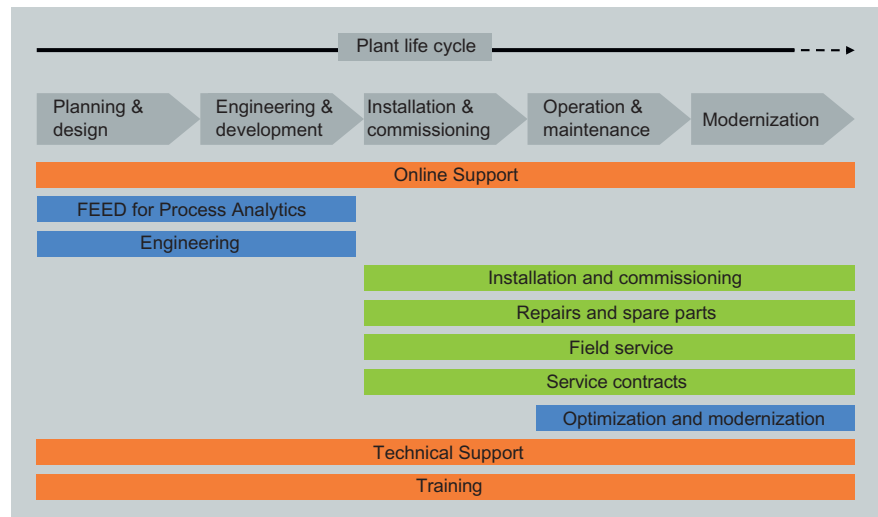 Plant life cycle
Planning &
design
Engineering &
development
Installation &
commissioning
Operation &
maintenance
Modernization
Online Support
FEED for Process Analytics
Engineering
Installation and commissioning
Repairs and spare parts
Field service
Service contracts
Optimization and modernization
Technical Support
Training